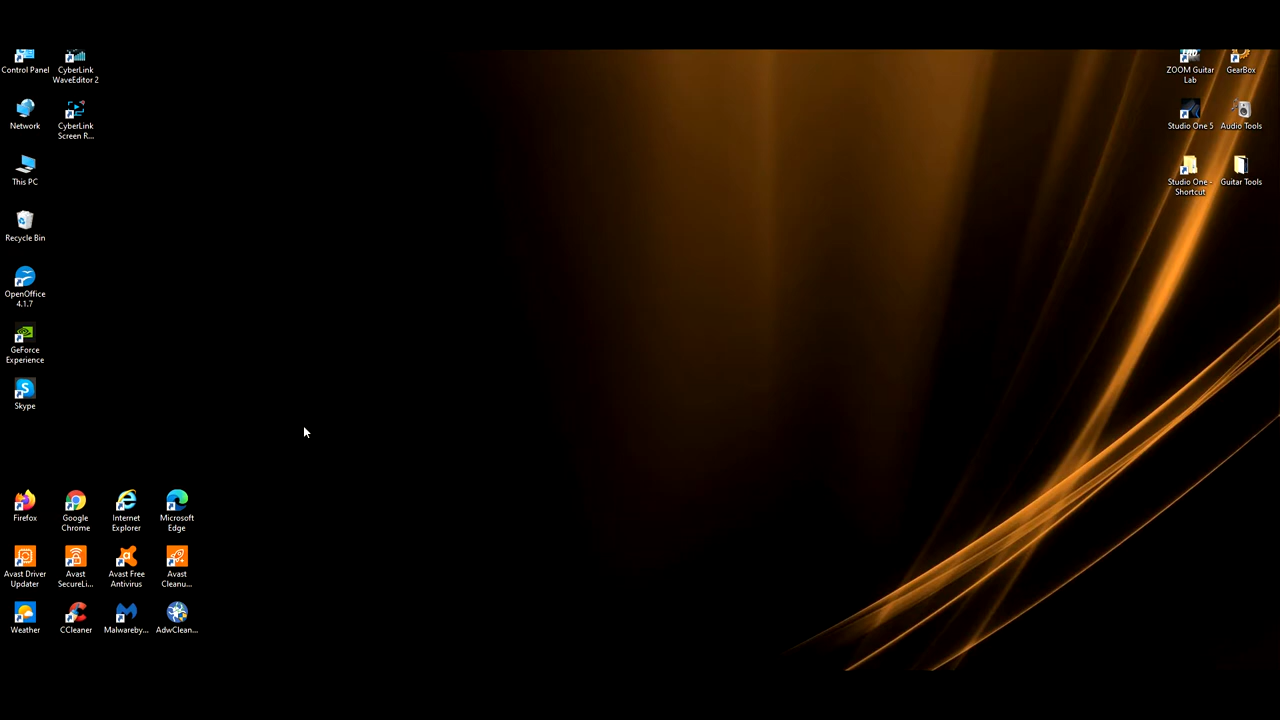 Control Panel
CyberLink
WaveEditor 2
Network
CyberLink
Screen R...
This PC
Recycle Bin
OpenOffice
4.1.7
GeForce
Experience
Skype
Firefox
Google
Chrome
Internet
Explorer
Microsoft
Edge
Avast Driver
Updater
Avast
SecureLi...
Avast Free
Antivirus
Avast
Cleanu...
Weather
CCleaner
Malwareby...
AdwClean...
ZOOM Guitar
Lab
GearBox
Studio One 5
Audio Tools
Studio One -
Shortcut
Guitar Tools